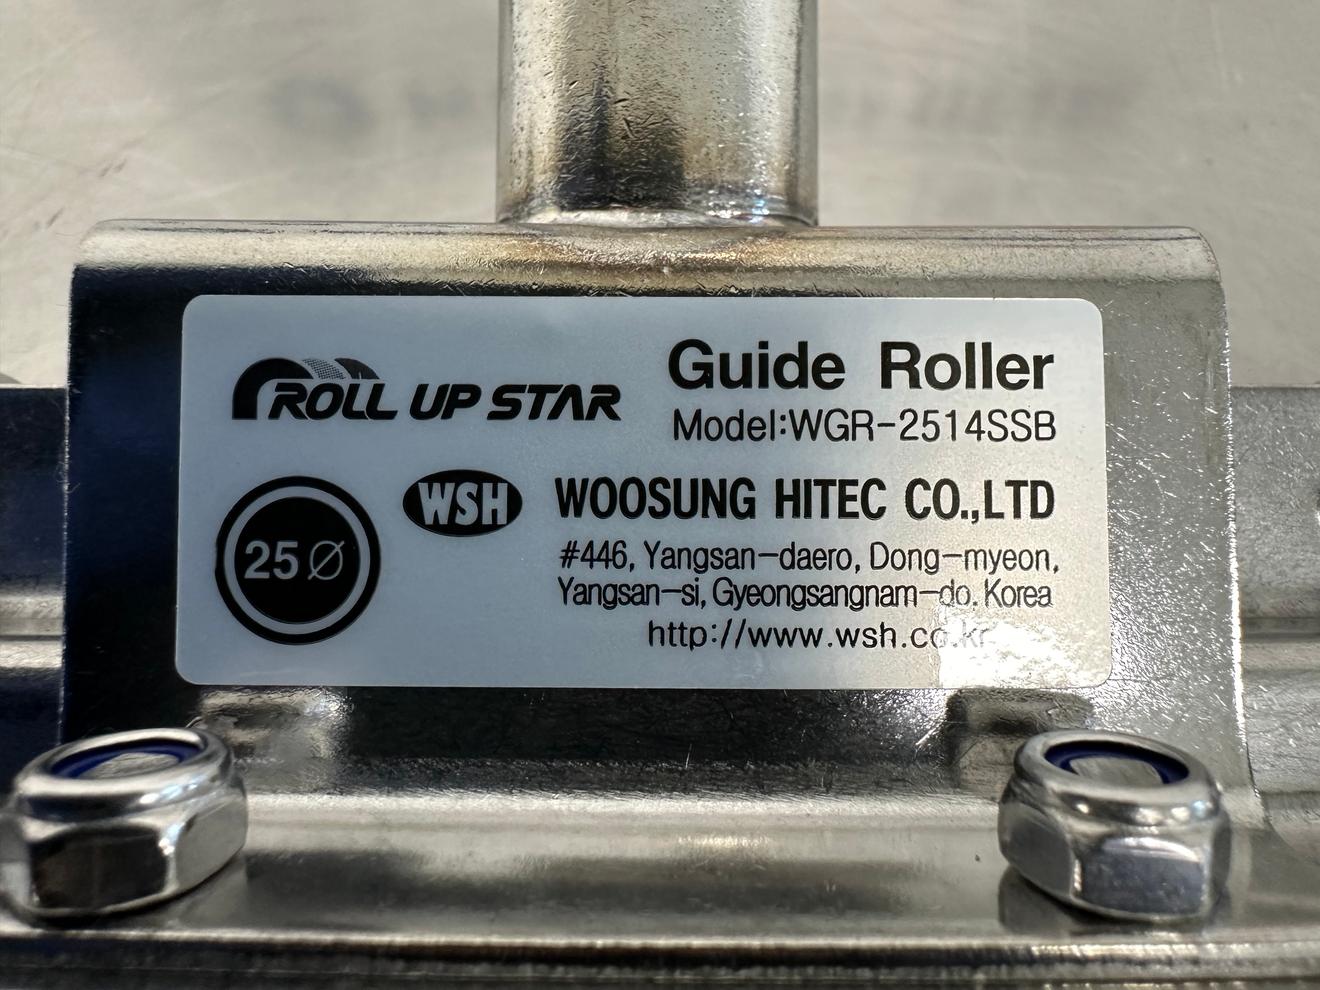 ROLL UP STAR
Guide Roller
Model:WGR-2514SSB
WSH
WOOSUNG HITEC CO.,LTD
25Ø
#446, Yangsan-daero, Dong-myeon,
Yangsan-si, Gyeongsangnam-do, Korea
http://www.wsh.co.kr